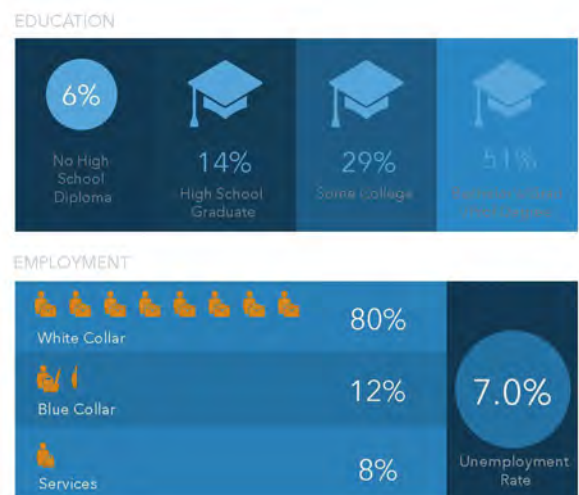 EDUCATION
6%
No High
School
Diploma
14%
High School
Graduate
29%
Some College
51%
EMPLOYMENT
80%
White Collar
12%
Blue Collar
8%
Services
7.0%
Unemployment
Rate